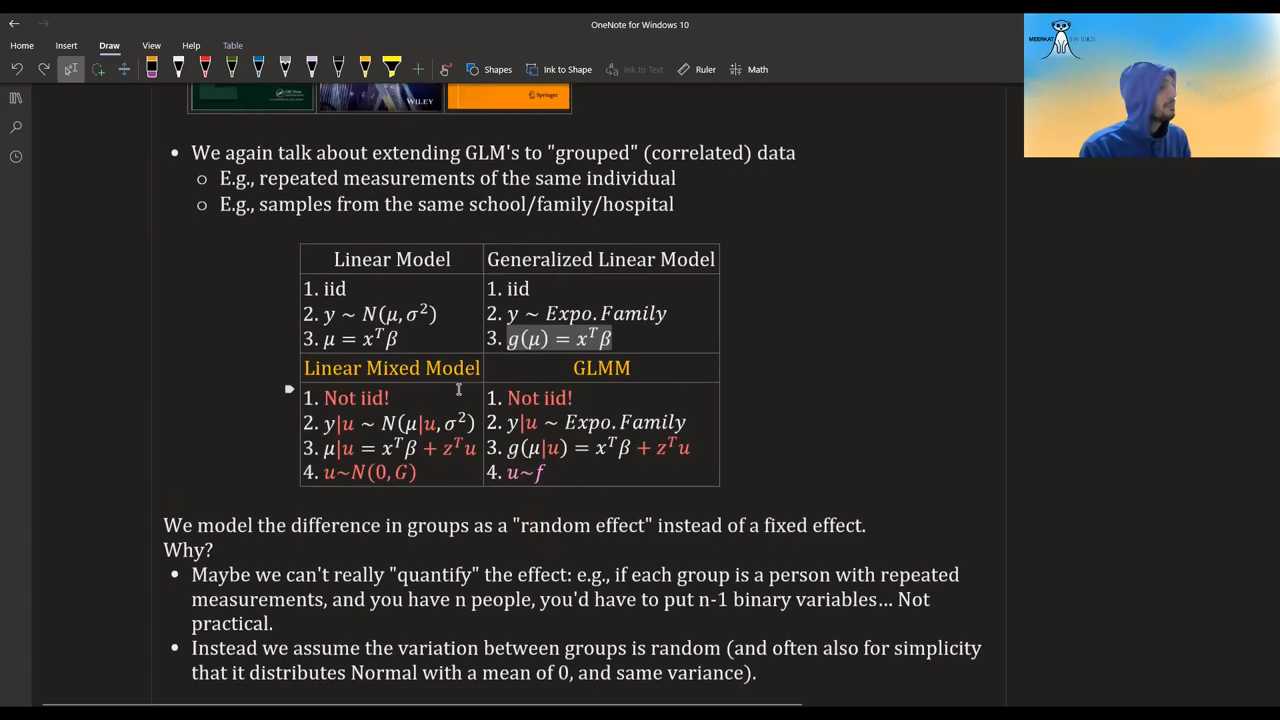 OneNote for Windows 10
Home Insert Draw View Help Table
Shapes Ink to Shape Ink to Text Ruler Math
CRC Press WILEY Springer
MEERKAT STATISTICS
• We again talk about extending GLM's to "grouped" (correlated) data
○ E.g., repeated measurements of the same individual
○ E.g., samples from the same school/family/hospital
Linear Model Generalized Linear Model
1. iid 1. iid
2. y ~ N(μ, σ²) 2. y ~ Expo. Family
3. μ = xᵀβ 3. g(μ) = xᵀβ
Linear Mixed Model GLMM
1. Not iid! 1. Not iid!
2. y|u ~ N(μ|u, σ²) 2. y|u ~ Expo. Family
3. μ|u = xᵀβ + zᵀu 3. g(μ|u) = xᵀβ + zᵀu
4. u~N(0, G) 4. u~f
We model the difference in groups as a "random effect" instead of a fixed effect.
Why?
• Maybe we can't really "quantify" the effect: e.g., if each group is a person with repeated
measurements, and you have n people, you'd have to put n-1 binary variables... Not
practical.
• Instead we assume the variation between groups is random (and often also for simplicity
that it distributes Normal with a mean of 0, and same variance).